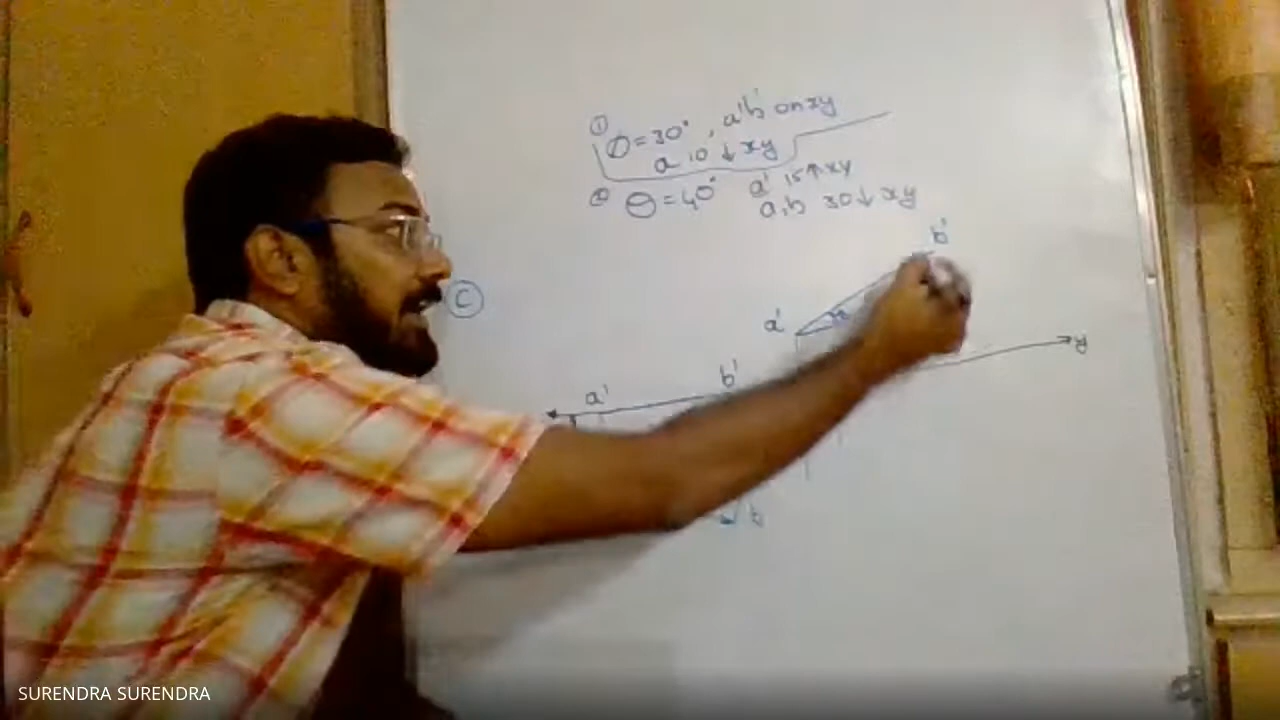 ① ∅=30°, a'b' on xy
a 10 ↓ xy
② θ=40° a' 15↑xy
a,b 30↓xy
C
b'
a'
y
b'
a'
b
SURENDRA SURENDRA